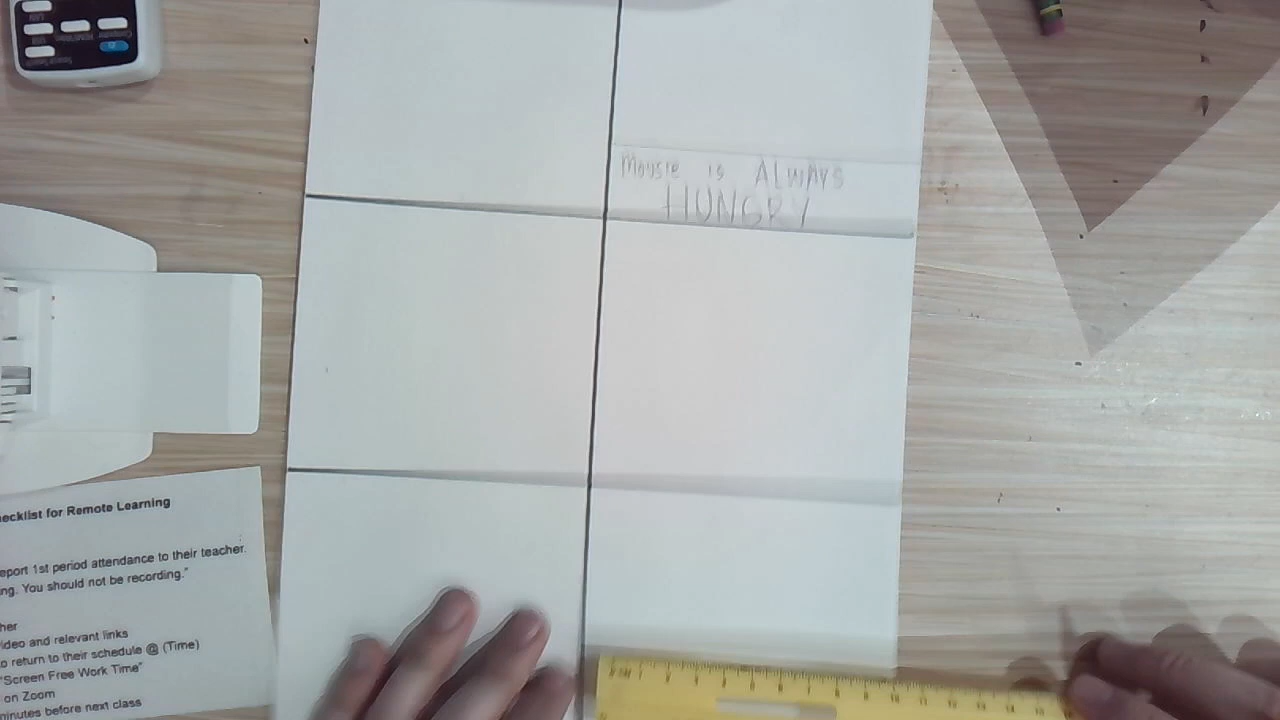 Mousie is ALWAYS
HUNGRY
ecklist for Remote Learning
eport 1st period attendance to their teacher.
ng. You should not be recording."
her
ideo and relevant links
o return to their schedule @ (Time)
"Screen Free Work Time"
on Zoom
minutes before next class